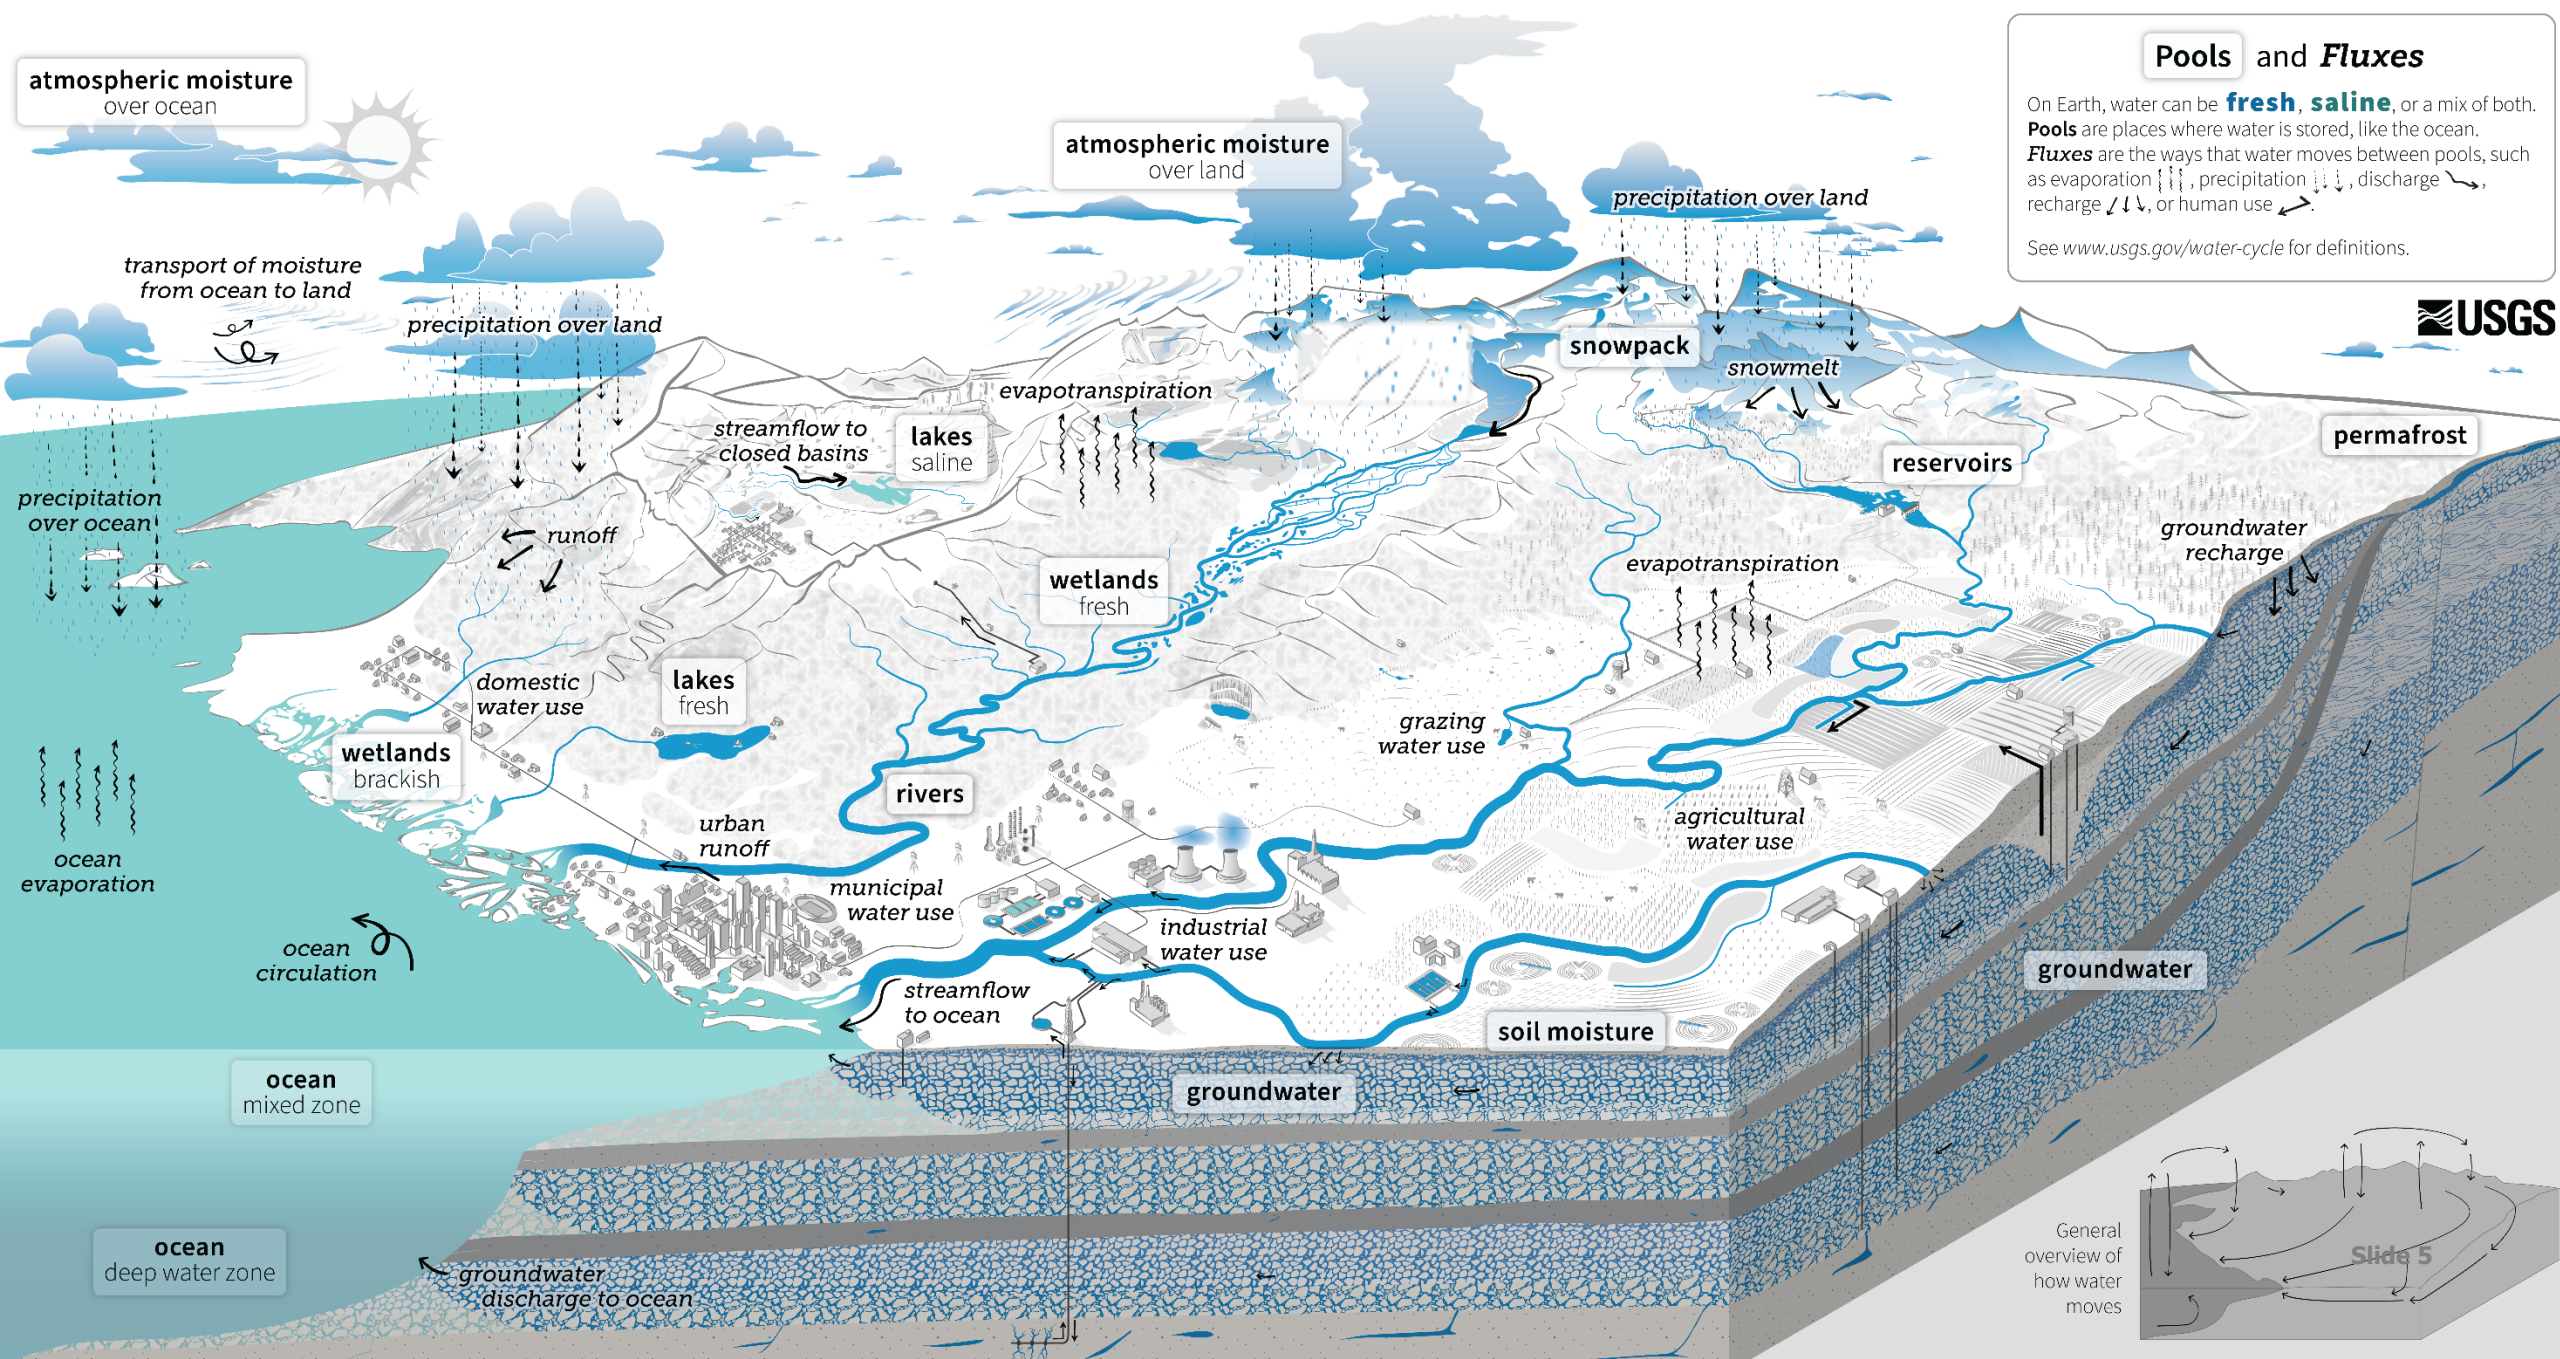 atmospheric moisture
over ocean
atmospheric moisture
over land
Pools and Fluxes
On Earth, water can be fresh, saline, or a mix of both.
Pools are places where water is stored, like the ocean.
Fluxes are the ways that water moves between pools, such
as evaporation , precipitation , discharge ,
recharge , or human use .
See www.usgs.gov/water-cycle for definitions.
USGS
transport of moisture
from ocean to land
precipitation over land
precipitation over land
snowpack
snowmelt
evapotranspiration
streamflow to
closed basins
lakes
saline
permafrost
reservoirs
precipitation
over ocean
runoff
groundwater
recharge
wetlands
fresh
evapotranspiration
domestic
water use
lakes
fresh
grazing
water use
wetlands
brackish
rivers
urban
runoff
agricultural
water use
ocean
evaporation
municipal
water use
industrial
water use
ocean
circulation
groundwater
streamflow
to ocean
soil moisture
ocean
mixed zone
groundwater
ocean
deep water zone
groundwater
discharge to ocean
General
overview of
how water
moves
Slide 5